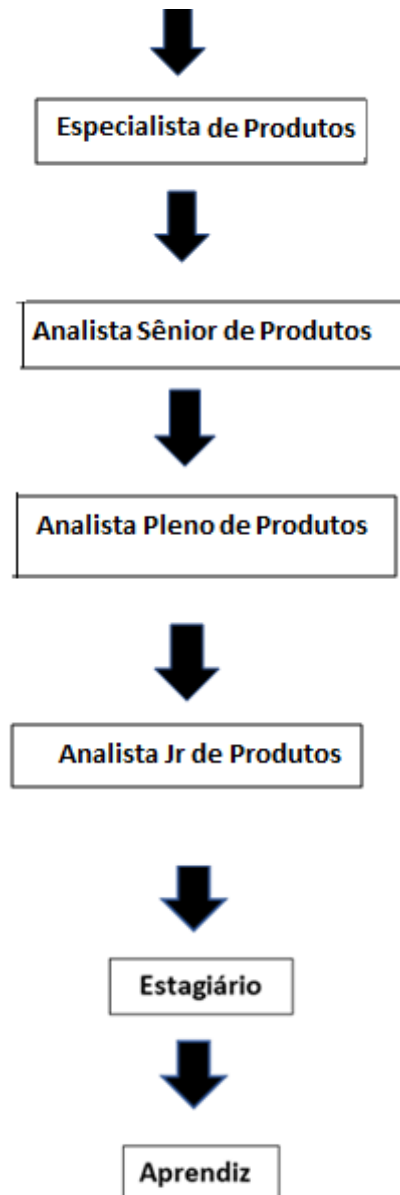 Especialista de Produtos
Analista Sênior de Produtos
Analista Pleno de Produtos
Analista Jr de Produtos
Estagiário
Aprendiz